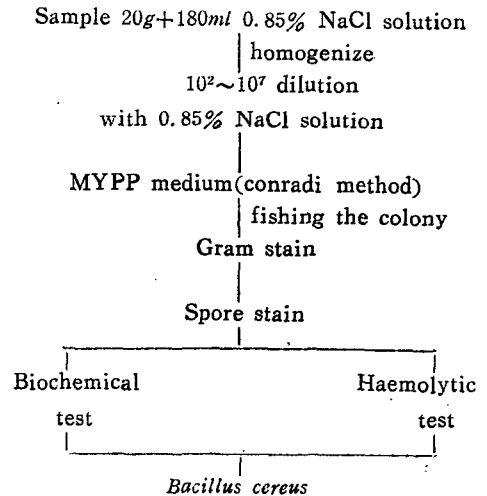 Sample 20g+180ml 0.85% NaCl solution
homogenize
10²~10⁷ dilution
with 0.85% NaCl solution
MYPP medium(conradi method)
fishing the colony
Gram stain
Spore stain
Biochemical Haemolytic
test test
Bacillus cereus